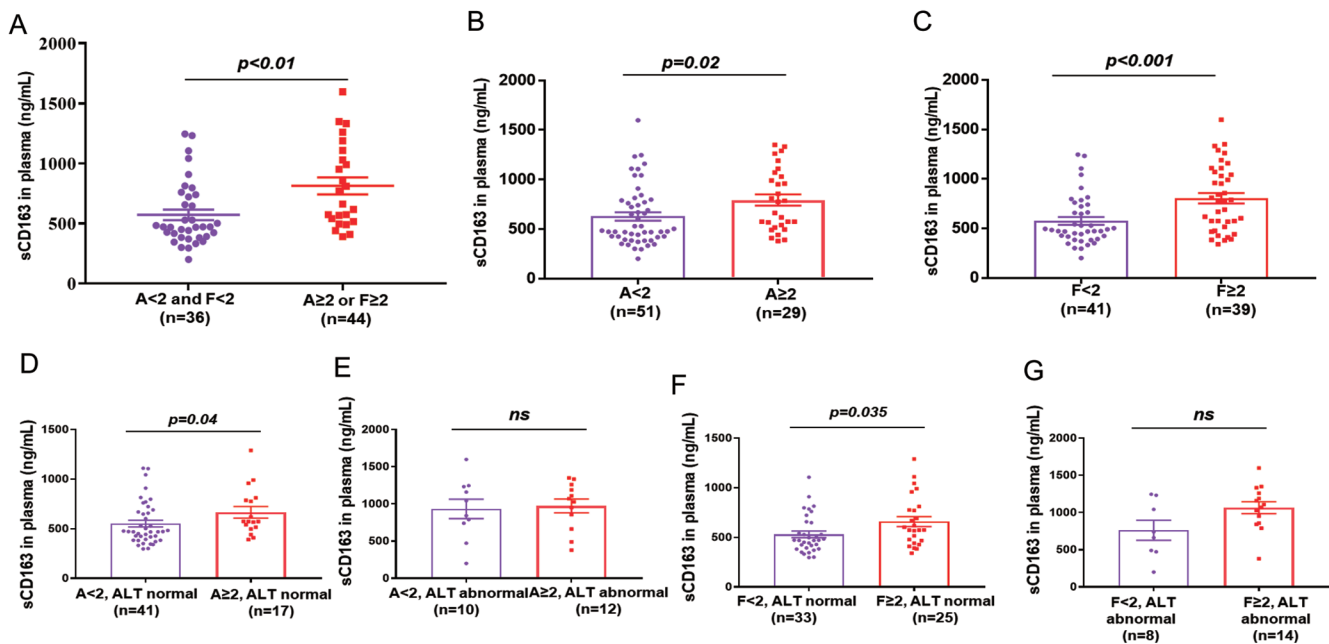 A
sCD163 in plasma (ng/mL)
2000
1500
1000
500
0
p<0.01
A<2 and F<2
(n=36)
A≥2 or F≥2
(n=44)
B
sCD163 in plasma (ng/mL)
2000
1500
1000
500
0
p=0.02
A<2
(n=51)
A≥2
(n=29)
C
sCD163 in plasma (ng/mL)
2000
1500
1000
500
0
p<0.001
F<2
(n=41)
F≥2
(n=39)
D
sCD163 in plasma (ng/mL)
1500
1000
500
0
p=0.04
A<2, ALT normal
(n=41)
A≥2, ALT normal
(n=17)
E
sCD163 in plasma (ng/mL)
2000
1500
1000
500
0
ns
A<2, ALT abnormal
(n=10)
A≥2, ALT abnormal
(n=12)
F
sCD163 in plasma (ng/mL)
1500
1000
500
0
p=0.035
F<2, ALT normal
(n=33)
F≥2, ALT normal
(n=25)
G
sCD163 in plasma (ng/mL)
2000
1500
1000
500
0
ns
F<2, ALT
abnormal
(n=8)
F≥2, ALT
abnormal
(n=14)